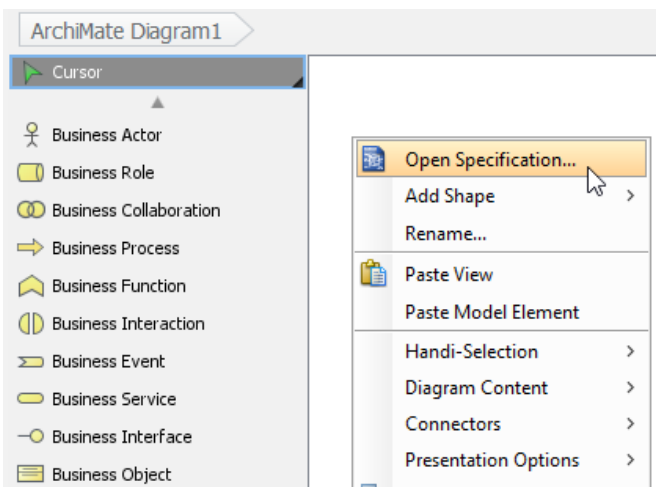 ArchiMate Diagram1
Cursor
Business Actor
Business Role
Business Collaboration
Business Process
Business Function
Business Interaction
Business Event
Business Service
Business Interface
Business Object
Open Specification...
Add Shape
Rename...
Paste View
Paste Model Element
Handi-Selection
Diagram Content
Connectors
Presentation Options